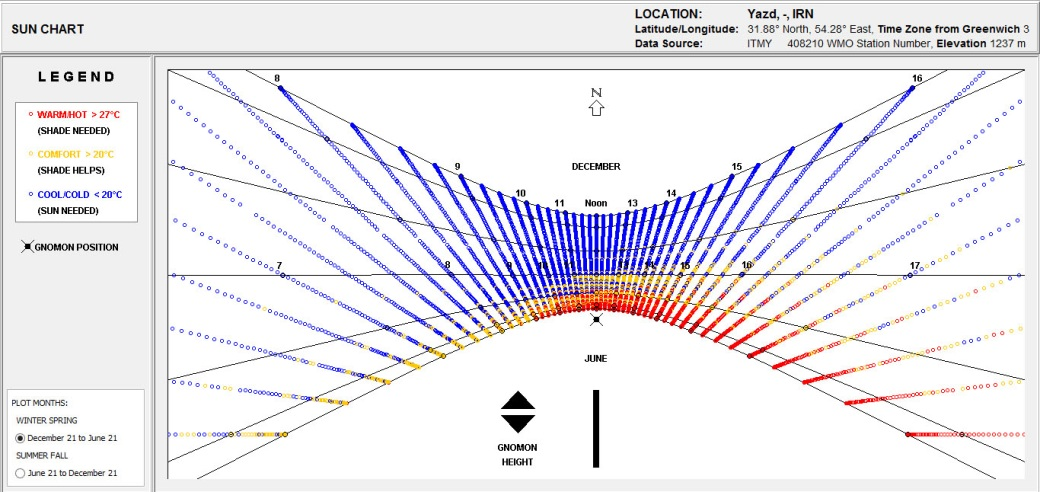 SUN CHART
LOCATION: Yazd, -, IRN
Latitude/Longitude: 31.88° North, 54.28° East, Time Zone from Greenwich 3
Data Source: ITMY 408210 WMO Station Number, Elevation 1237 m
LEGEND
WARM/HOT > 27°C
(SHADE NEEDED)
COMFORT > 20°C
(SHADE HELPS)
COOL/COLD < 20°C
(SUN NEEDED)
GNOMON POSITION
PLOT MONTHS:
WINTER SPRING
December 21 to June 21
SUMMER FALL
June 21 to December 21
8 16
N
DECEMBER
9 15
10 14
11 Noon 13
7 8 9 10 15 16 17
JUNE
GNOMON
HEIGHT